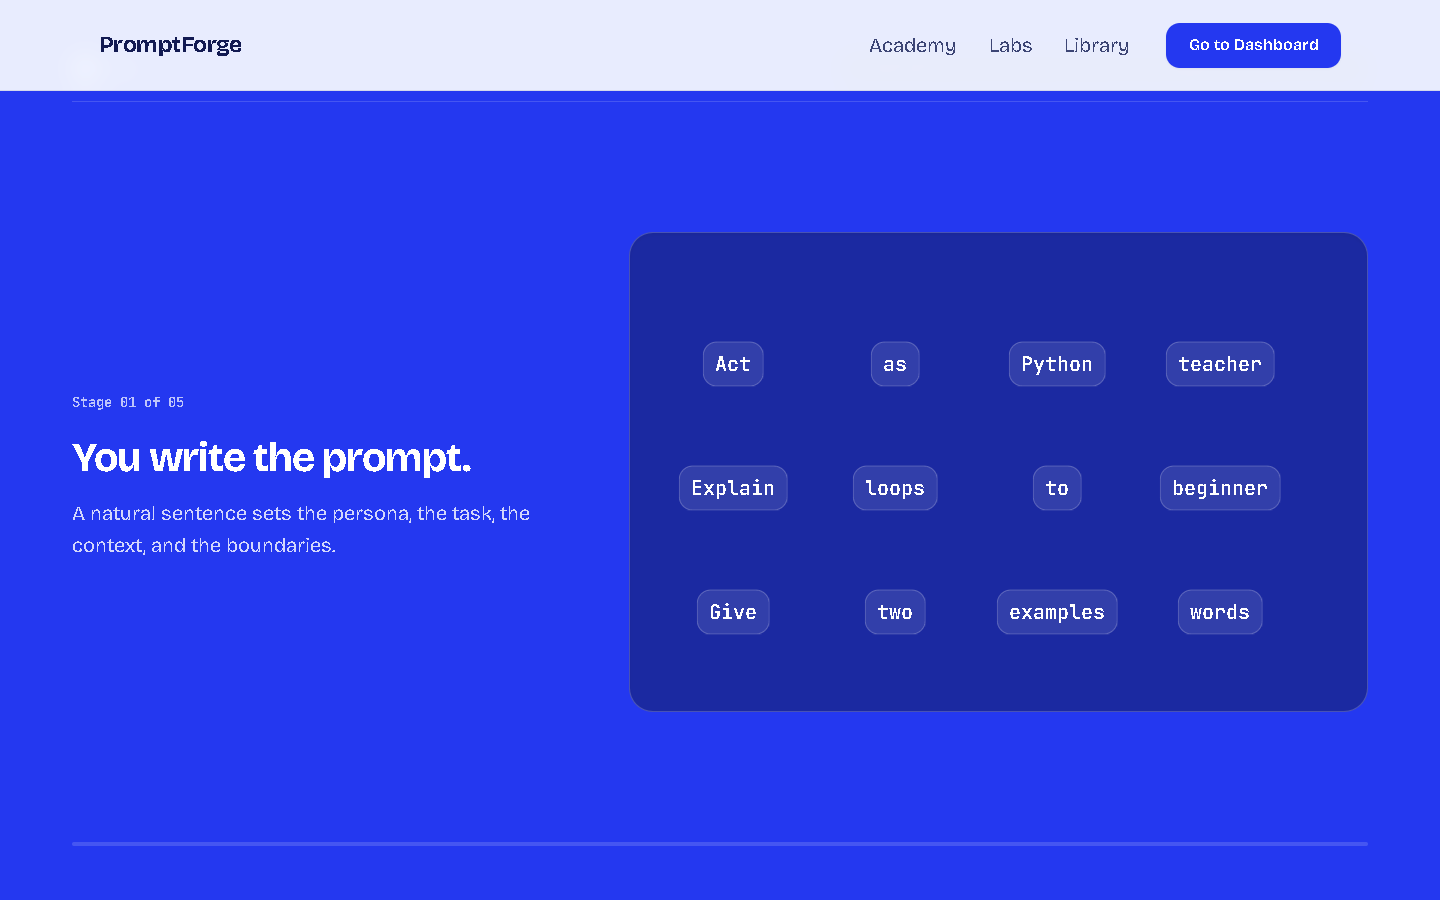 PromptForge
Academy Labs Library Go to Dashboard
Stage 01 of 05
You write the prompt.
A natural sentence sets the persona, the task, the
context, and the boundaries.
Act as Python teacher
Explain loops to beginner
Give two examples words